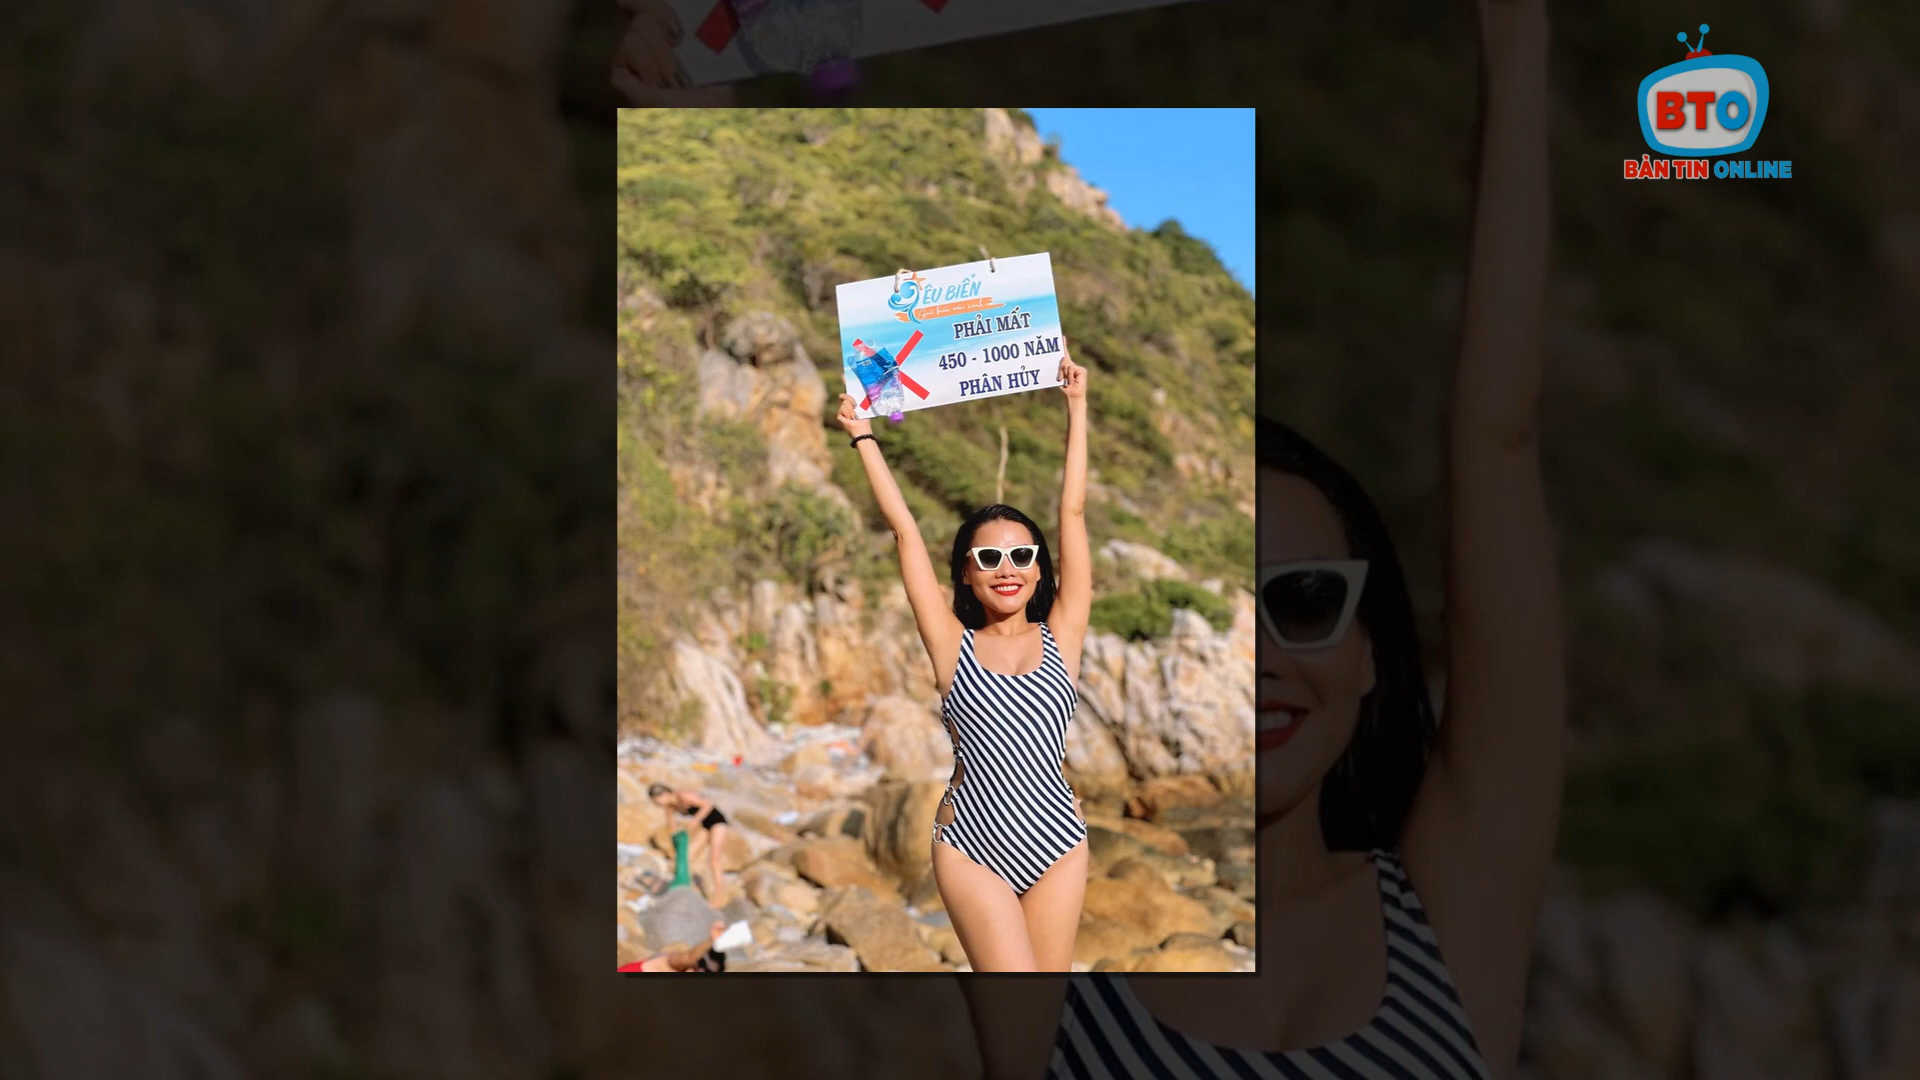 BTO
BẢN TIN ONLINE
YÊU BIỂN
PHẢI MẤT
450 - 1000 NĂM
PHÂN HỦY